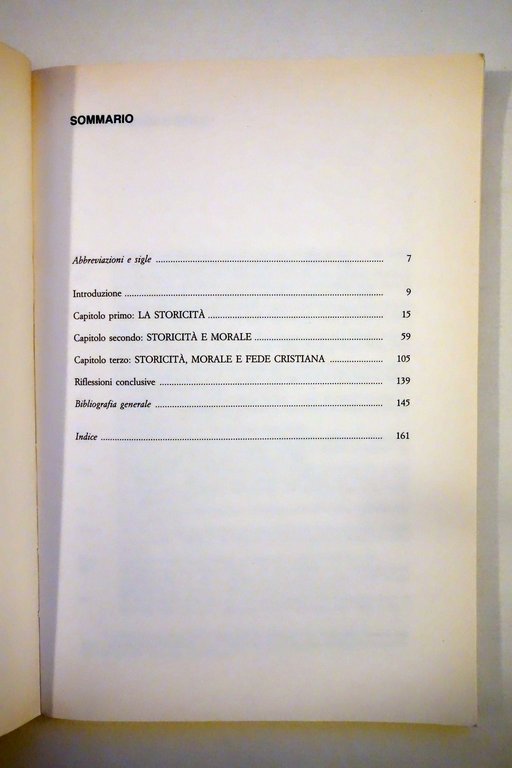 SOMMARIO
Abbreviazioni e sigle ........ 7
Introduzione ........ 9
Capitolo primo: LA STORICITÀ ........ 15
Capitolo secondo: STORICITÀ E MORALE ........ 59
Capitolo terzo: STORICITÀ, MORALE E FEDE CRISTIANA ........ 105
Riflessioni conclusive ........ 139
Bibliografia generale ........ 145
Indice ........ 161